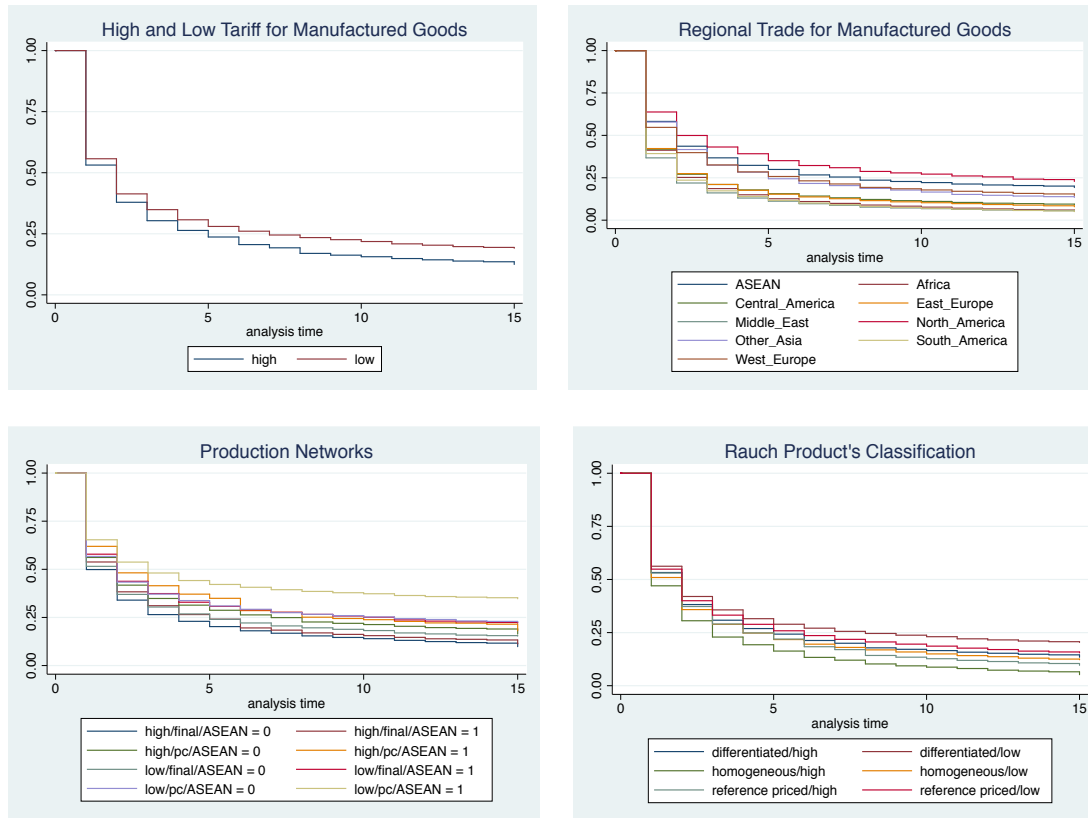 High and Low Tariff for Manufactured Goods
1.00
0.75
0.50
0.25
0.00
0 5 10 15
analysis time
high low
Regional Trade for Manufactured Goods
1.00
0.75
0.50
0.25
0.00
0 5 10 15
analysis time
ASEAN Africa
Central_America East_Europe
Middle_East North_America
Other_Asia South_America
West_Europe
Production Networks
1.00
0.75
0.50
0.25
0.00
0 5 10 15
analysis time
high/final/ASEAN = 0 high/final/ASEAN = 1
high/pc/ASEAN = 0 high/pc/ASEAN = 1
low/final/ASEAN = 0 low/final/ASEAN = 1
low/pc/ASEAN = 0 low/pc/ASEAN = 1
Rauch Product's Classification
1.00
0.75
0.50
0.25
0.00
0 5 10 15
analysis time
differentiated/high differentiated/low
homogeneous/high homogeneous/low
reference priced/high reference priced/low